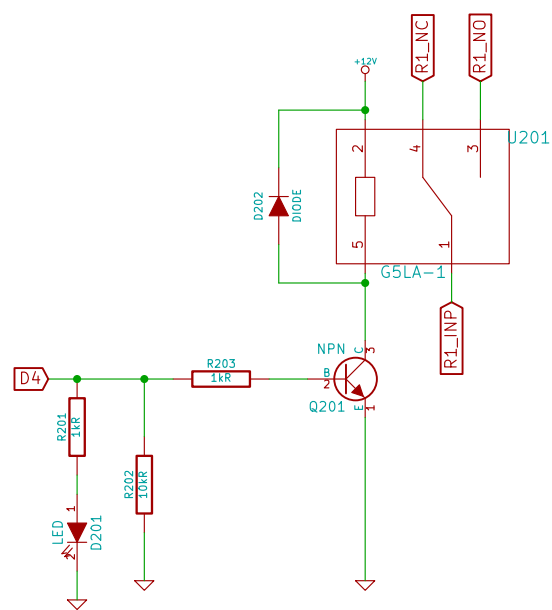 R1_NC
R1_NO
+12V
U201
2
4
3
D202
DIODE
5
1
G5LA-1
R1_INP
NPN
C
3
D4
R203
1kR
B
2
Q201
E
1
R201
1kR
R202
10kR
1
LED
D201
2